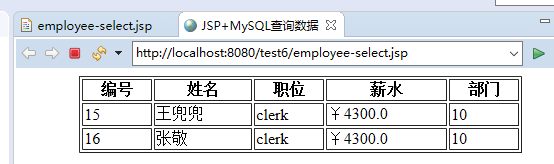 employee-select.jsp JSP+MySQL查询数据
http://localhost:8080/test6/employee-select.jsp
编号 姓名 职位 薪水 部门
15 王兜兜 clerk ￥4300.0 10
16 张敬 clerk ￥4300.0 10